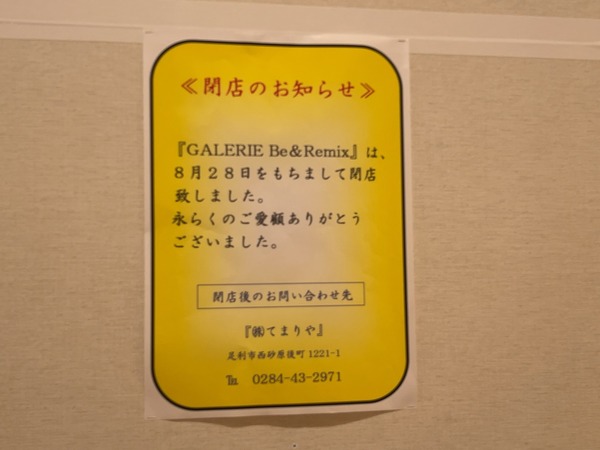 ≪閉店のお知らせ≫
『GALERIE Be&Remix』は、
８月２８日をもちまして閉店
致しました。
永らくのご愛顧ありがとう
ございました。
閉店後のお問い合わせ先
『㈱てまりや』
足利市西砂原後町 1221-1
℡ 0284-43-2971